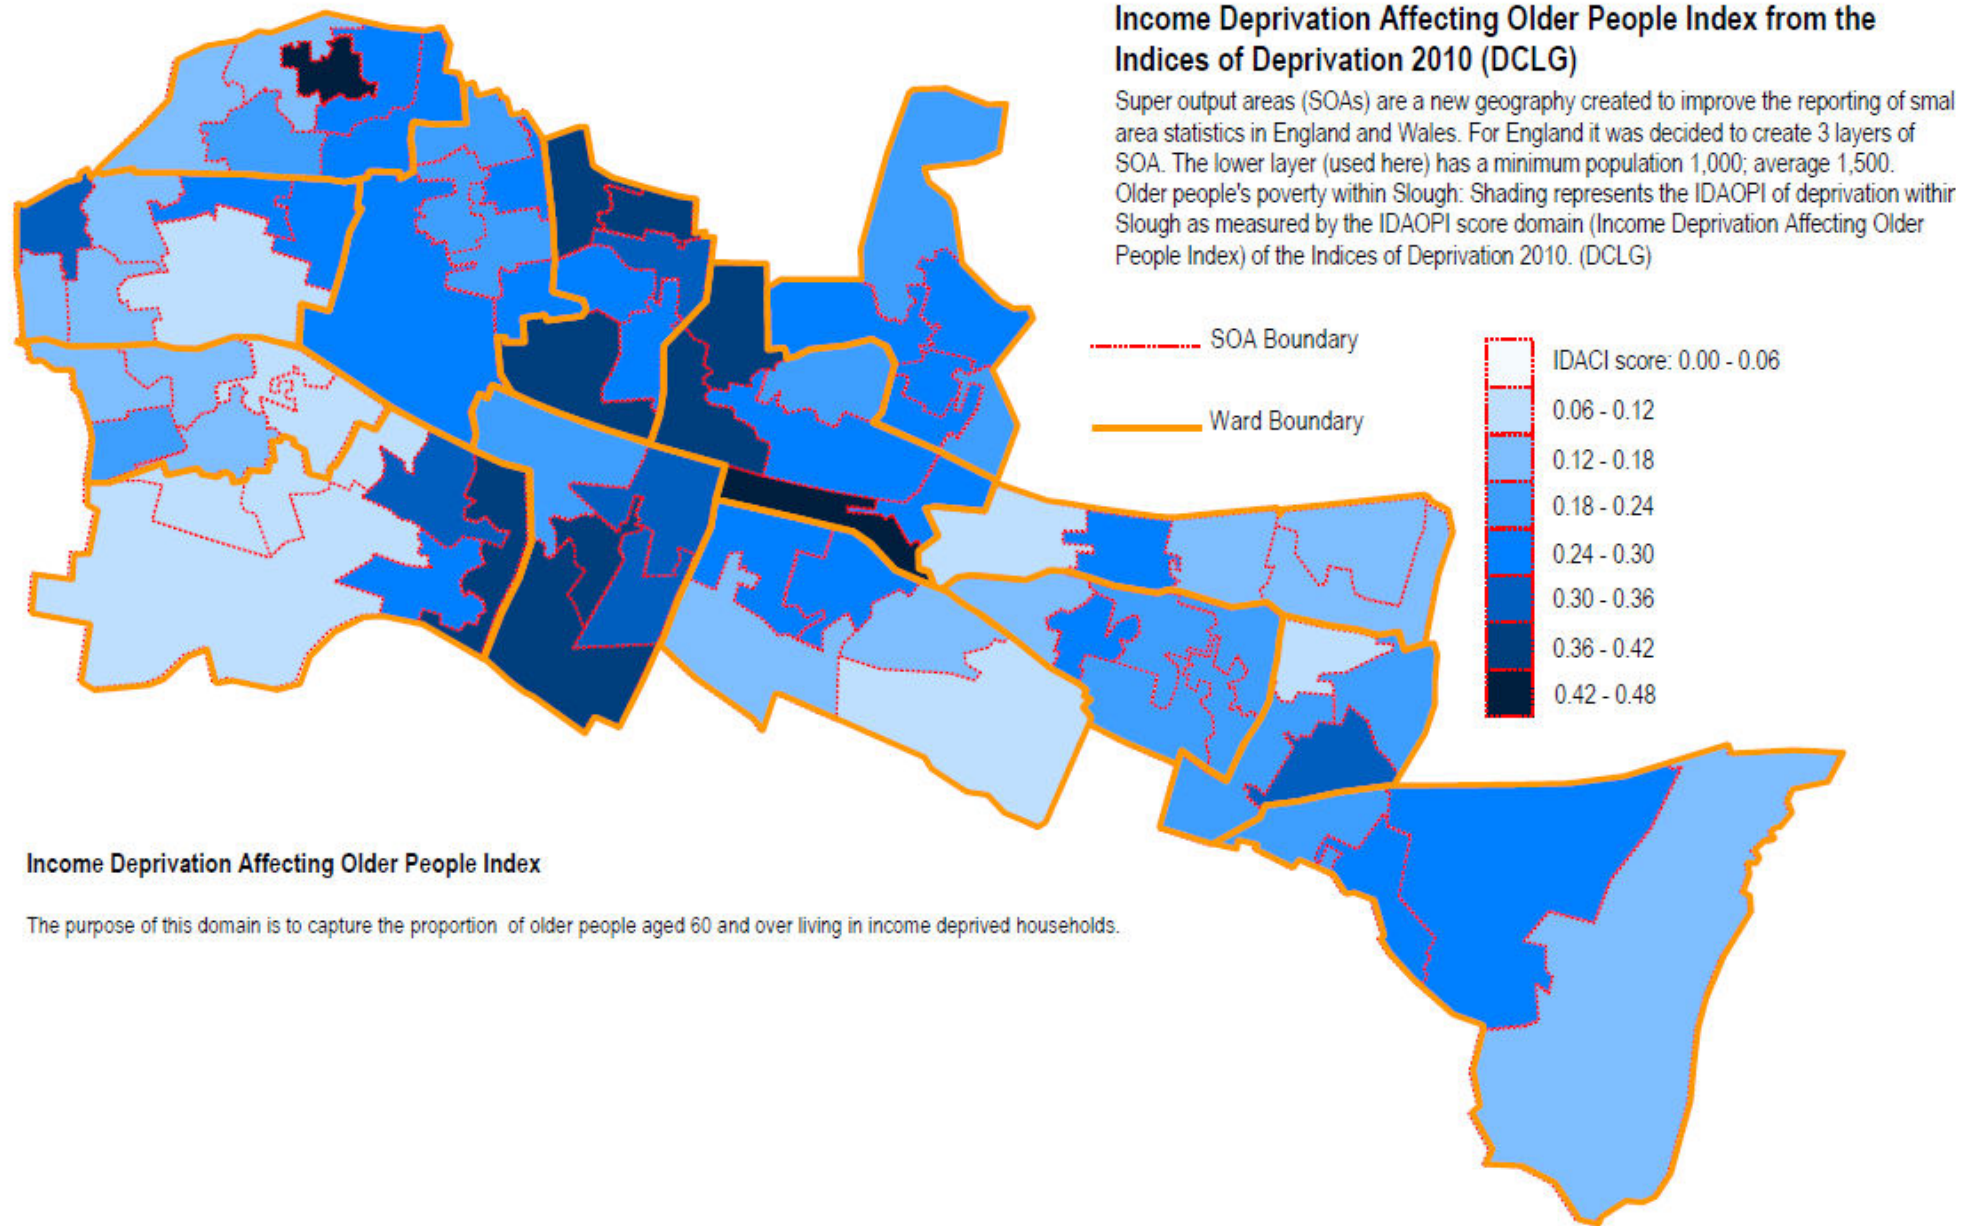 Income Deprivation Affecting Older People Index from the
Indices of Deprivation 2010 (DCLG)
Super output areas (SOAs) are a new geography created to improve the reporting of smal
area statistics in England and Wales. For England it was decided to create 3 layers of
SOA. The lower layer (used here) has a minimum population 1,000; average 1,500.
Older people's poverty within Slough: Shading represents the IDAOPI of deprivation withir
Slough as measured by the IDAOPI score domain (Income Deprivation Affecting Older
People Index) of the Indices of Deprivation 2010. (DCLG)
SOA Boundary
Ward Boundary
IDACI score: 0.00 - 0.06
0.06 - 0.12
0.12 - 0.18
0.18 - 0.24
0.24 - 0.30
0.30 - 0.36
0.36 - 0.42
0.42 - 0.48
Income Deprivation Affecting Older People Index
The purpose of this domain is to capture the proportion of older people aged 60 and over living in income deprived households.